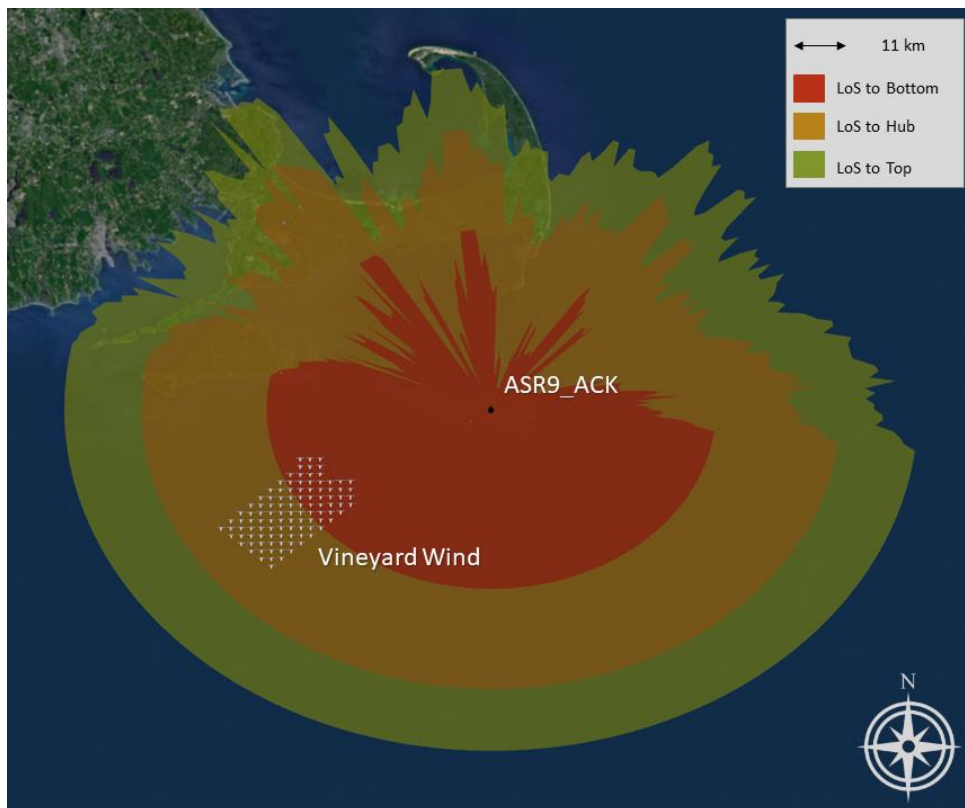 11 km
LoS to Bottom
LoS to Hub
LoS to Top
ASR9_ACK
Vineyard Wind
N